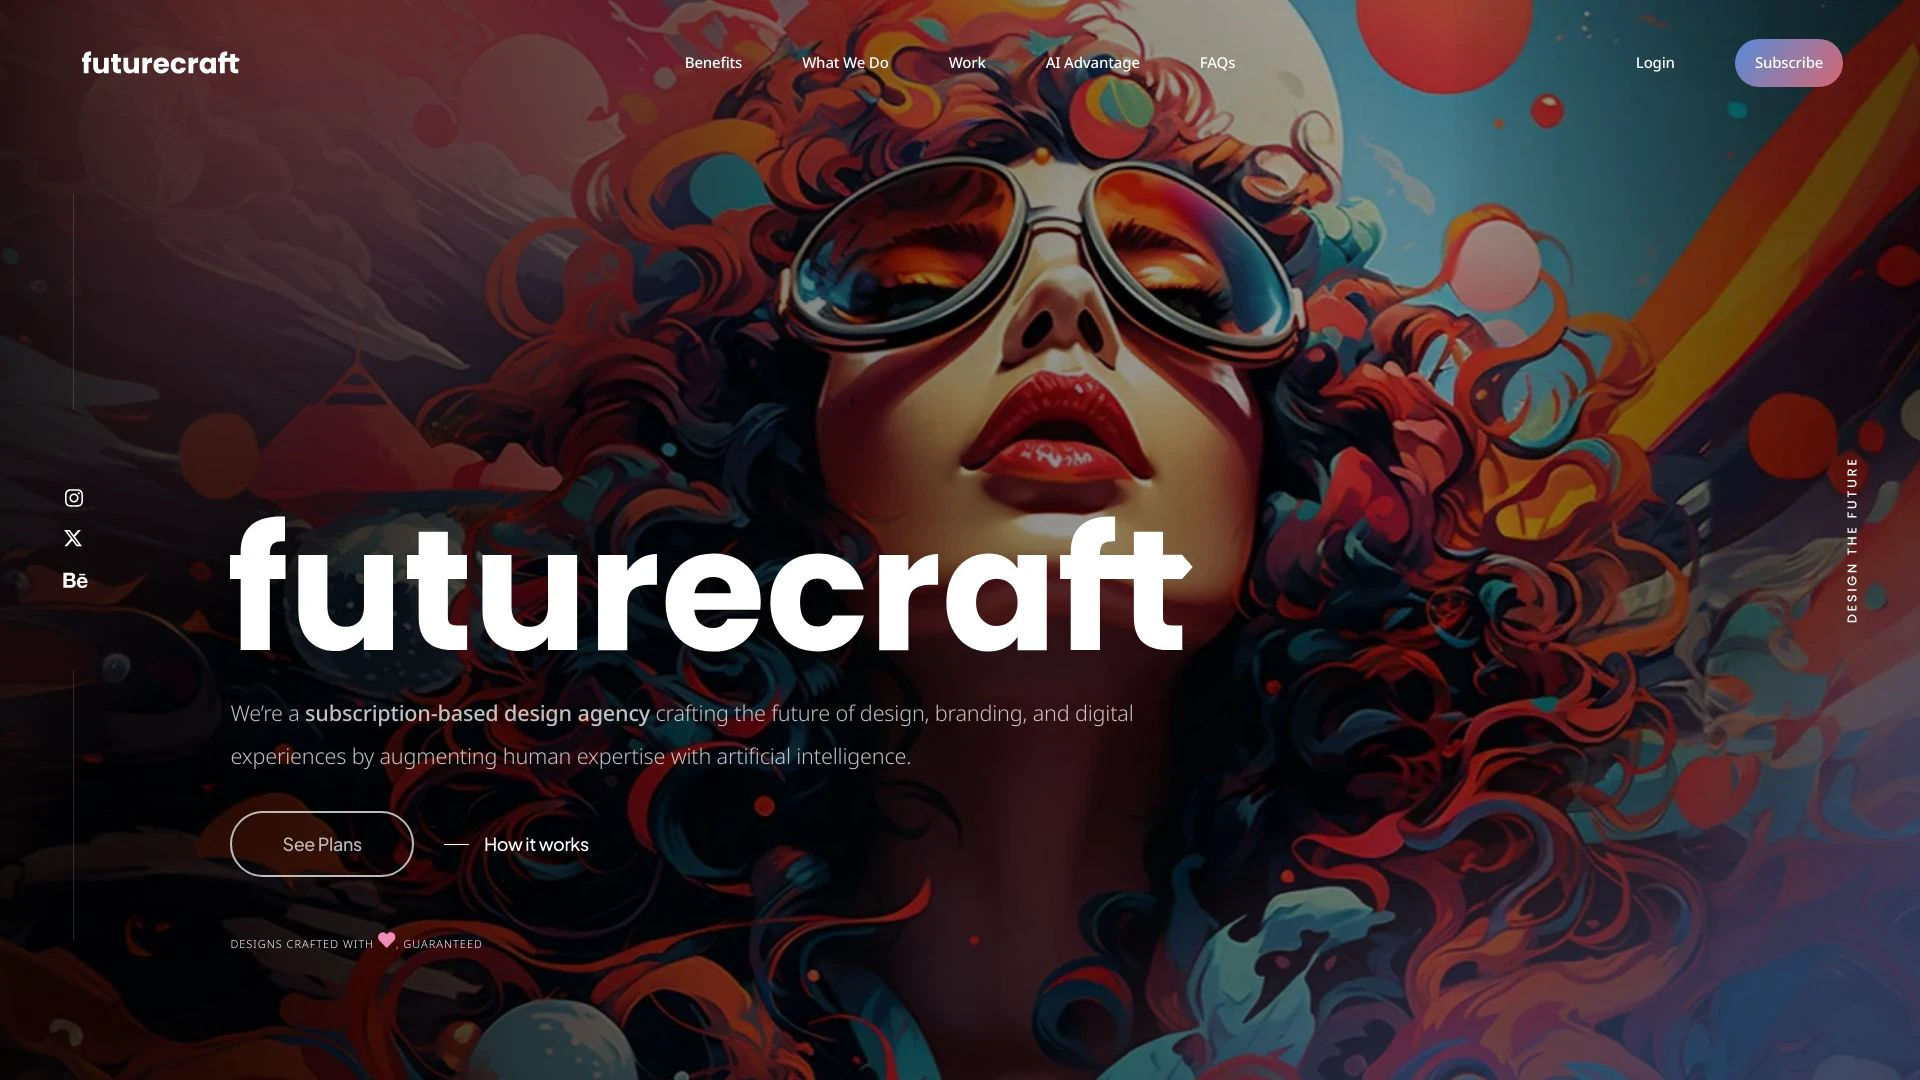 futurecraft
Benefits
What We Do
Work
AI Advantage
FAQs
Login
Subscribe
Bē
DESIGN THE FUTURE
futurecraft
We’re a subscription-based design agency crafting the future of design, branding, and digital
experiences by augmenting human expertise with artificial intelligence.
See Plans
How it works
DESIGNS CRAFTED WITH 🩷, GUARANTEED